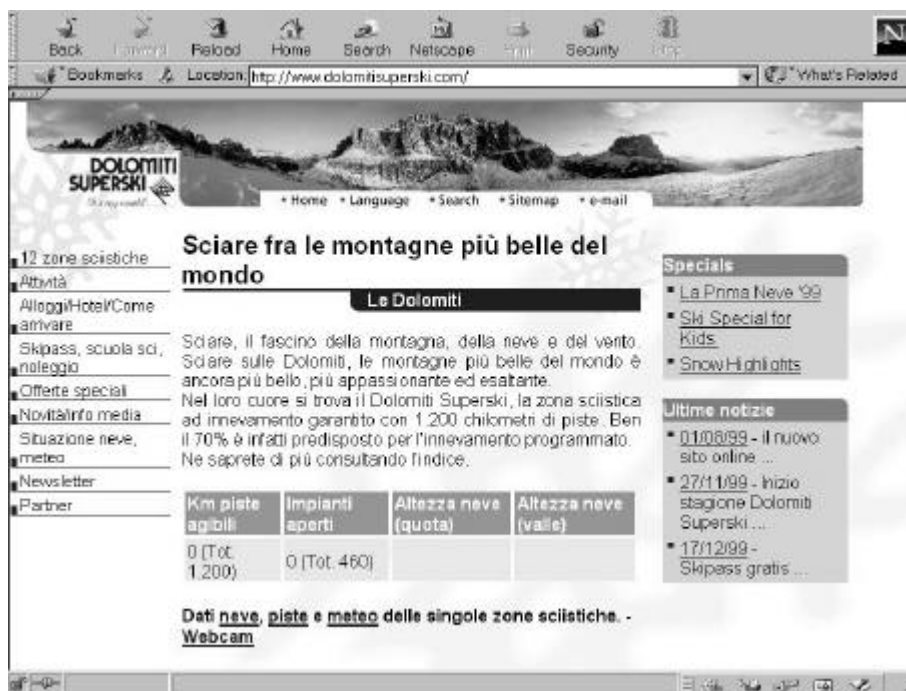 Back Forward Reload Home Search Netscape Print Security Stop
N
Bookmarks Location: http://www.dolomitisuperski.com/ What's Related
DOLOMITI
SUPERSKI
Home Language Search Sitemap e-mail
12 zone sciistiche
Attività
Alloggi/Hotel/Come
arrivare
Skipass, scuola sci,
noleggio
Offerte speciali
Novità/info media
Situazione neve,
meteo
Newsletter
Partner
Sciare fra le montagne più belle del
mondo
Le Dolomiti
Sciare, il fascino della montagna, della neve e del vento.
Sciare sulle Dolomiti, le montagne più belle del mondo è
ancora più bello, più appassionante ed esaltante.
Nel loro cuore si trova il Dolomiti Superski, la zona sciistica
ad innevamento garantito con 1.200 chilometri di piste. Ben
il 70% è infatti predisposto per l'innevamento programmato.
Ne saprete di più consultando l'indice.
Km piste
agibili
Impianti
aperti
Altezza neve
(quota)
Altezza neve
(valle)
0 (Tot.
1.200)
0 (Tot. 460)
Dati neve, piste e meteo delle singole zone sciistiche. -
Webcam
Specials
La Prima Neve '99
Ski Special for
Kids
Snow Highlights
Ultime notizie
01/08/99 - il nuovo
sito online ...
27/11/99 - Inizio
stagione Dolomiti
Superski ...
17/12/99 -
Skipass gratis ...